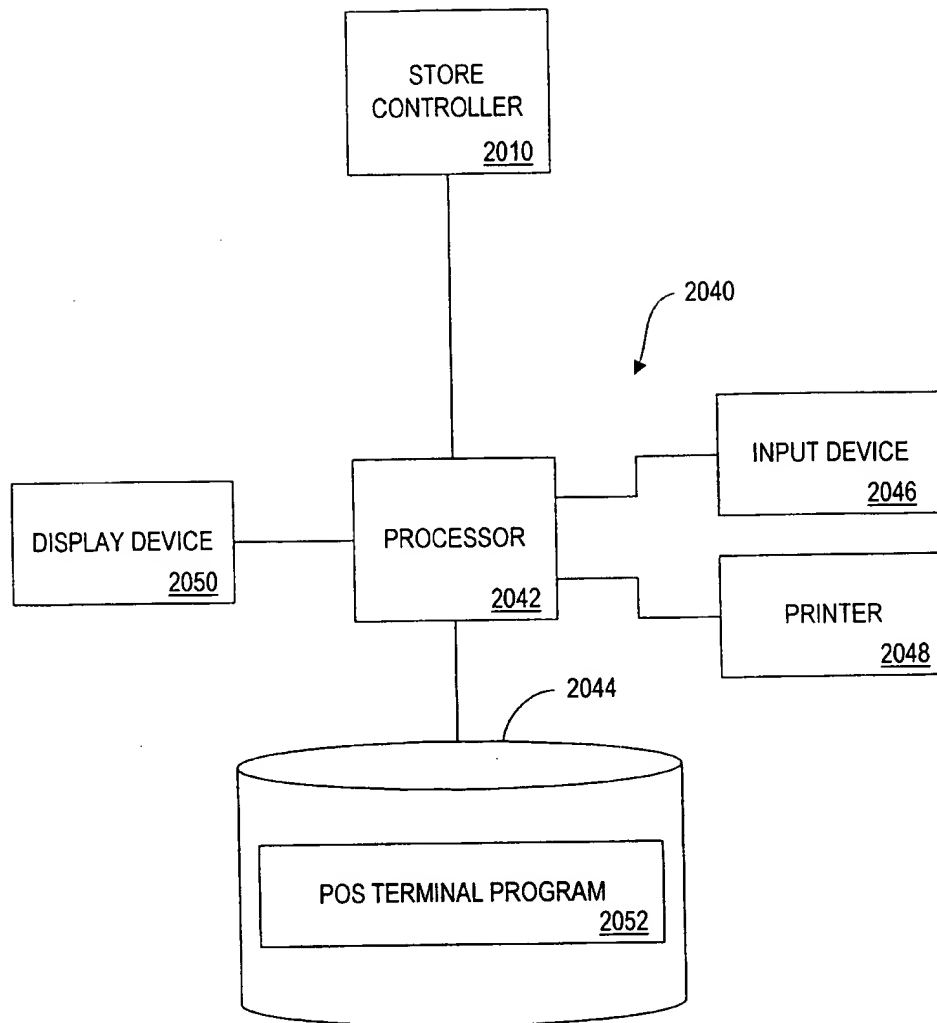 STORE
CONTROLLER
2010
2040
INPUT DEVICE
2046
DISPLAY DEVICE
2050
PROCESSOR
2042
PRINTER
2048
2044
POS TERMINAL PROGRAM
2052